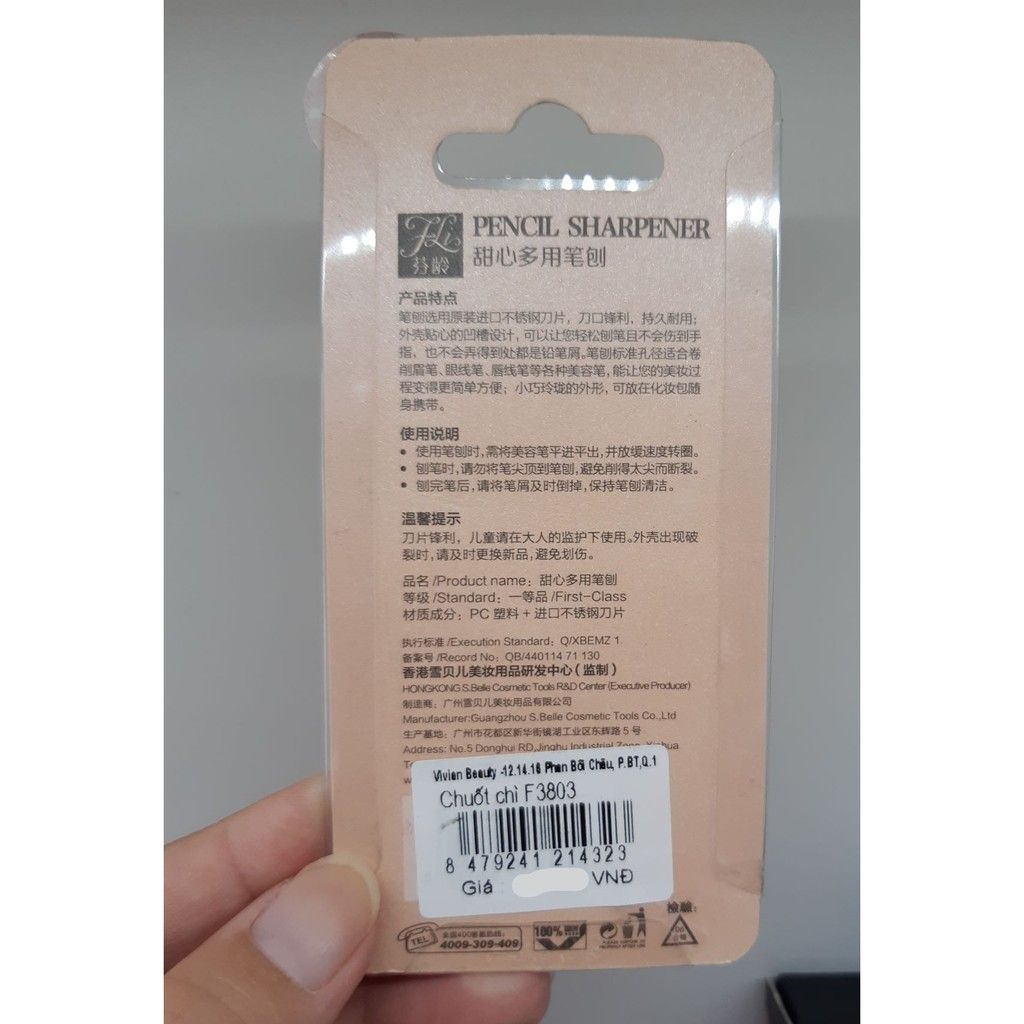 FLi
芬龄
PENCIL SHARPENER
甜心多用笔刨
产品特点
笔刨选用原装进口不锈钢刀片，刀口锋利，持久耐用；
外壳贴心的凹槽设计，可以让您轻松刨笔且不会伤到手
指，也不会弄得到处都是铅笔屑。笔刨标准孔径适合卷
削眉笔、眼线笔、唇线笔等各种美容笔，能让您的美妆过
程变得更简单方便；小巧玲珑的外形，可放在化妆包随
身携带。
使用说明
• 使用笔刨时，需将美容笔平进平出，并放缓速度转圈。
• 刨笔时，请勿将笔尖顶到笔刨，避免削得太尖而断裂。
• 刨完笔后，请将笔屑及时倒掉，保持笔刨清洁。
温馨提示
刀片锋利，儿童请在大人的监护下使用。外壳出现破
裂时，请及时更换新品，避免划伤。
品名 /Product name：甜心多用笔刨
等级 /Standard：一等品 /First-Class
材质成分：PC 塑料 + 进口不锈钢刀片
执行标准 /Execution Standard：Q/XBEMZ 1
备案号 /Record No：QB/440114 71 130
香港雪贝儿美妆用品研发中心（监制）
HONGKONG S.Belle Cosmetic Tools R&D Center (Executive Producer)
制造商：广州雪贝儿美妆用品有限公司
Manufacturer:Guangzhou S.Belle Cosmetic Tools Co.,Ltd
生产基地：广州市花都区新华街镜湖工业区东辉路 5 号
Address: No.5 Donghui RD,Jinghu Industrial Zone, Xinhua
Vivian Beauty -12.14.16 Phan Bội Châu, P.BT,Q.1
Chuốt chì F3803
8 479241 214323
Giá VNĐ
TEL
全国400客服热线：
4009-309-409
100%
檢驗：